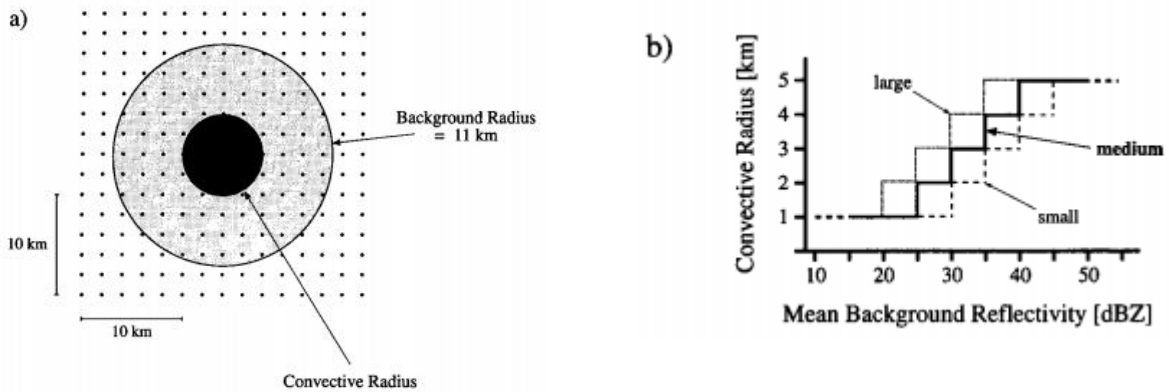 a)
Background Radius
= 11 km
10 km
10 km
Convective Radius
b)
Convective Radius [km]
5
4
3
2
1
large
medium
small
10 20 30 40 50
Mean Background Reflectivity [dBZ]